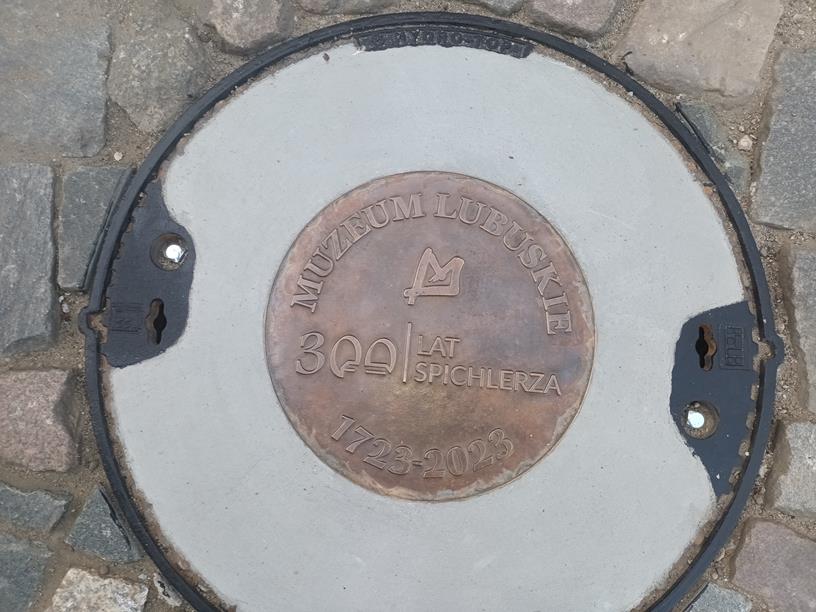 MUZEUM LUBUSKIE
300 LAT
SPICHLERZA
1723-2023